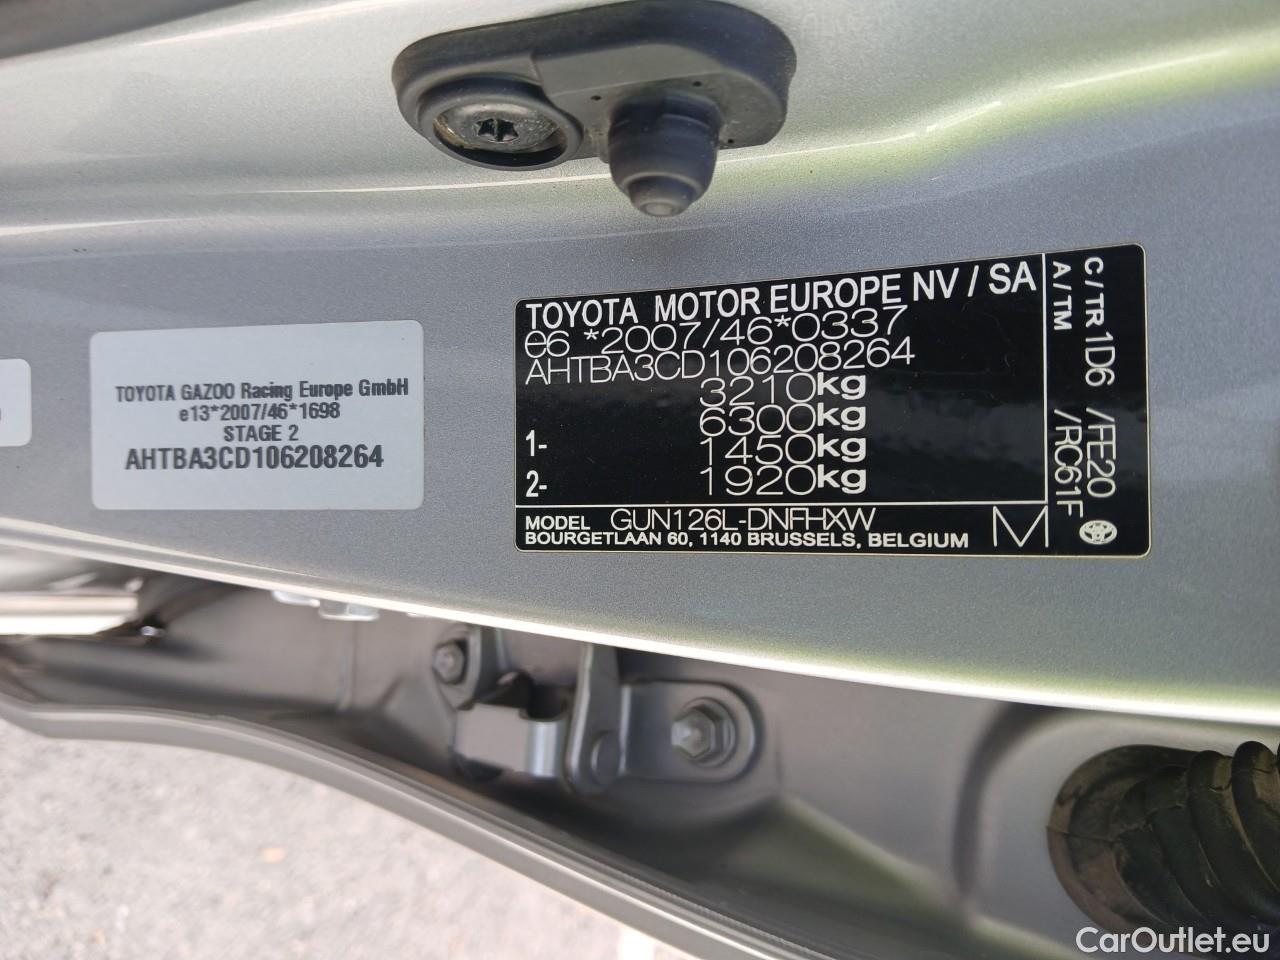 TOYOTA GAZOO Racing Europe GmbH
e13*2007/46*1698
STAGE 2
AHTBA3CD106208264
TOYOTA MOTOR EUROPE NV / SA
e6 *2007/46*0337
AHTBA3CD106208264
3210kg
6300kg
1- 1450kg
2- 1920kg
MODEL GUN126L-DNFHXW
BOURGETLAAN 60, 1140 BRUSSELS, BELGIUM
M
C / TR 1D6 /FE20
A / TM /RC61F
CarOutlet.eu